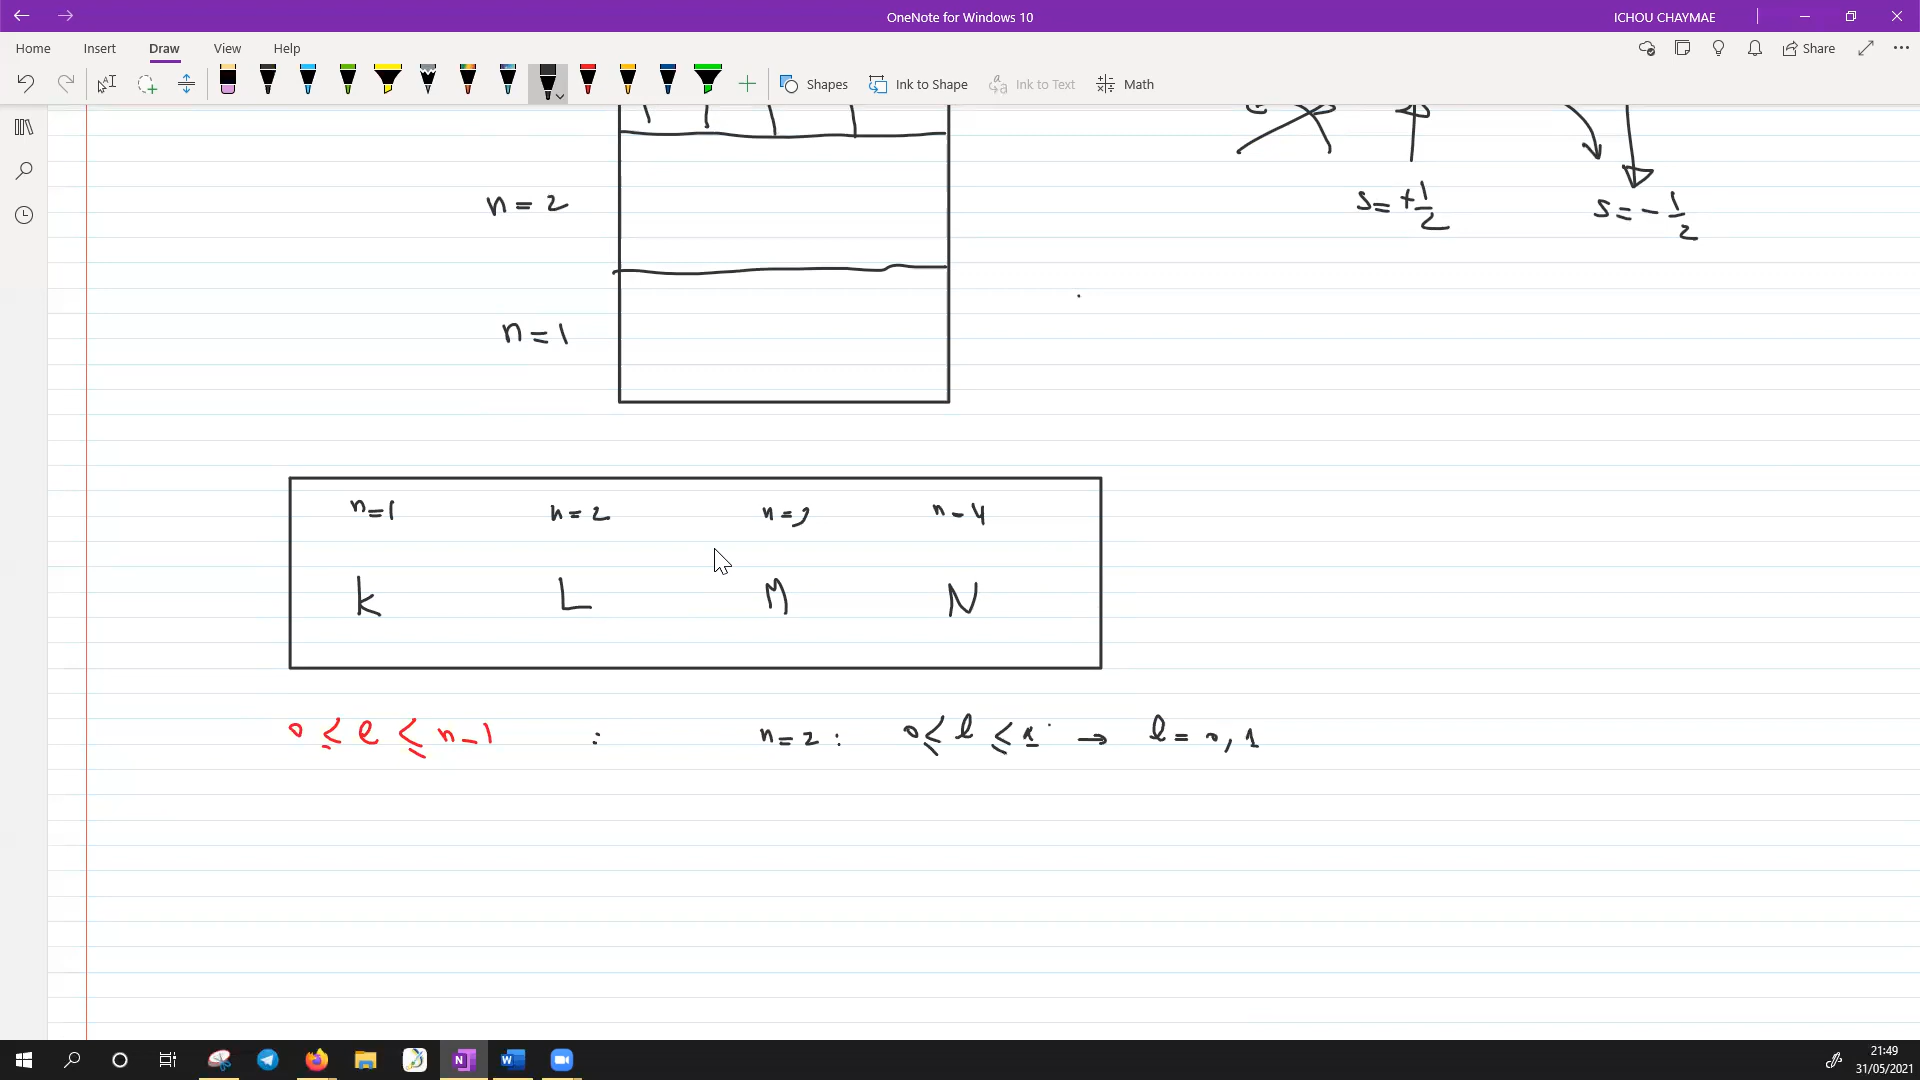 OneNote for Windows 10
ICHOU CHAYMAE
Home Insert Draw View Help
Share
Shapes
Ink to Shape
Ink to Text
Math
n = 2
s = + 1/2
s = - 1/2
n = 1
n = 1 n = 2 n = 3 n - 4
K L M N
0 ≤ l ≤ n - 1 : n = 2 : 0 ≤ l ≤ 1 → l = 0, 1
21:49
31/05/2021